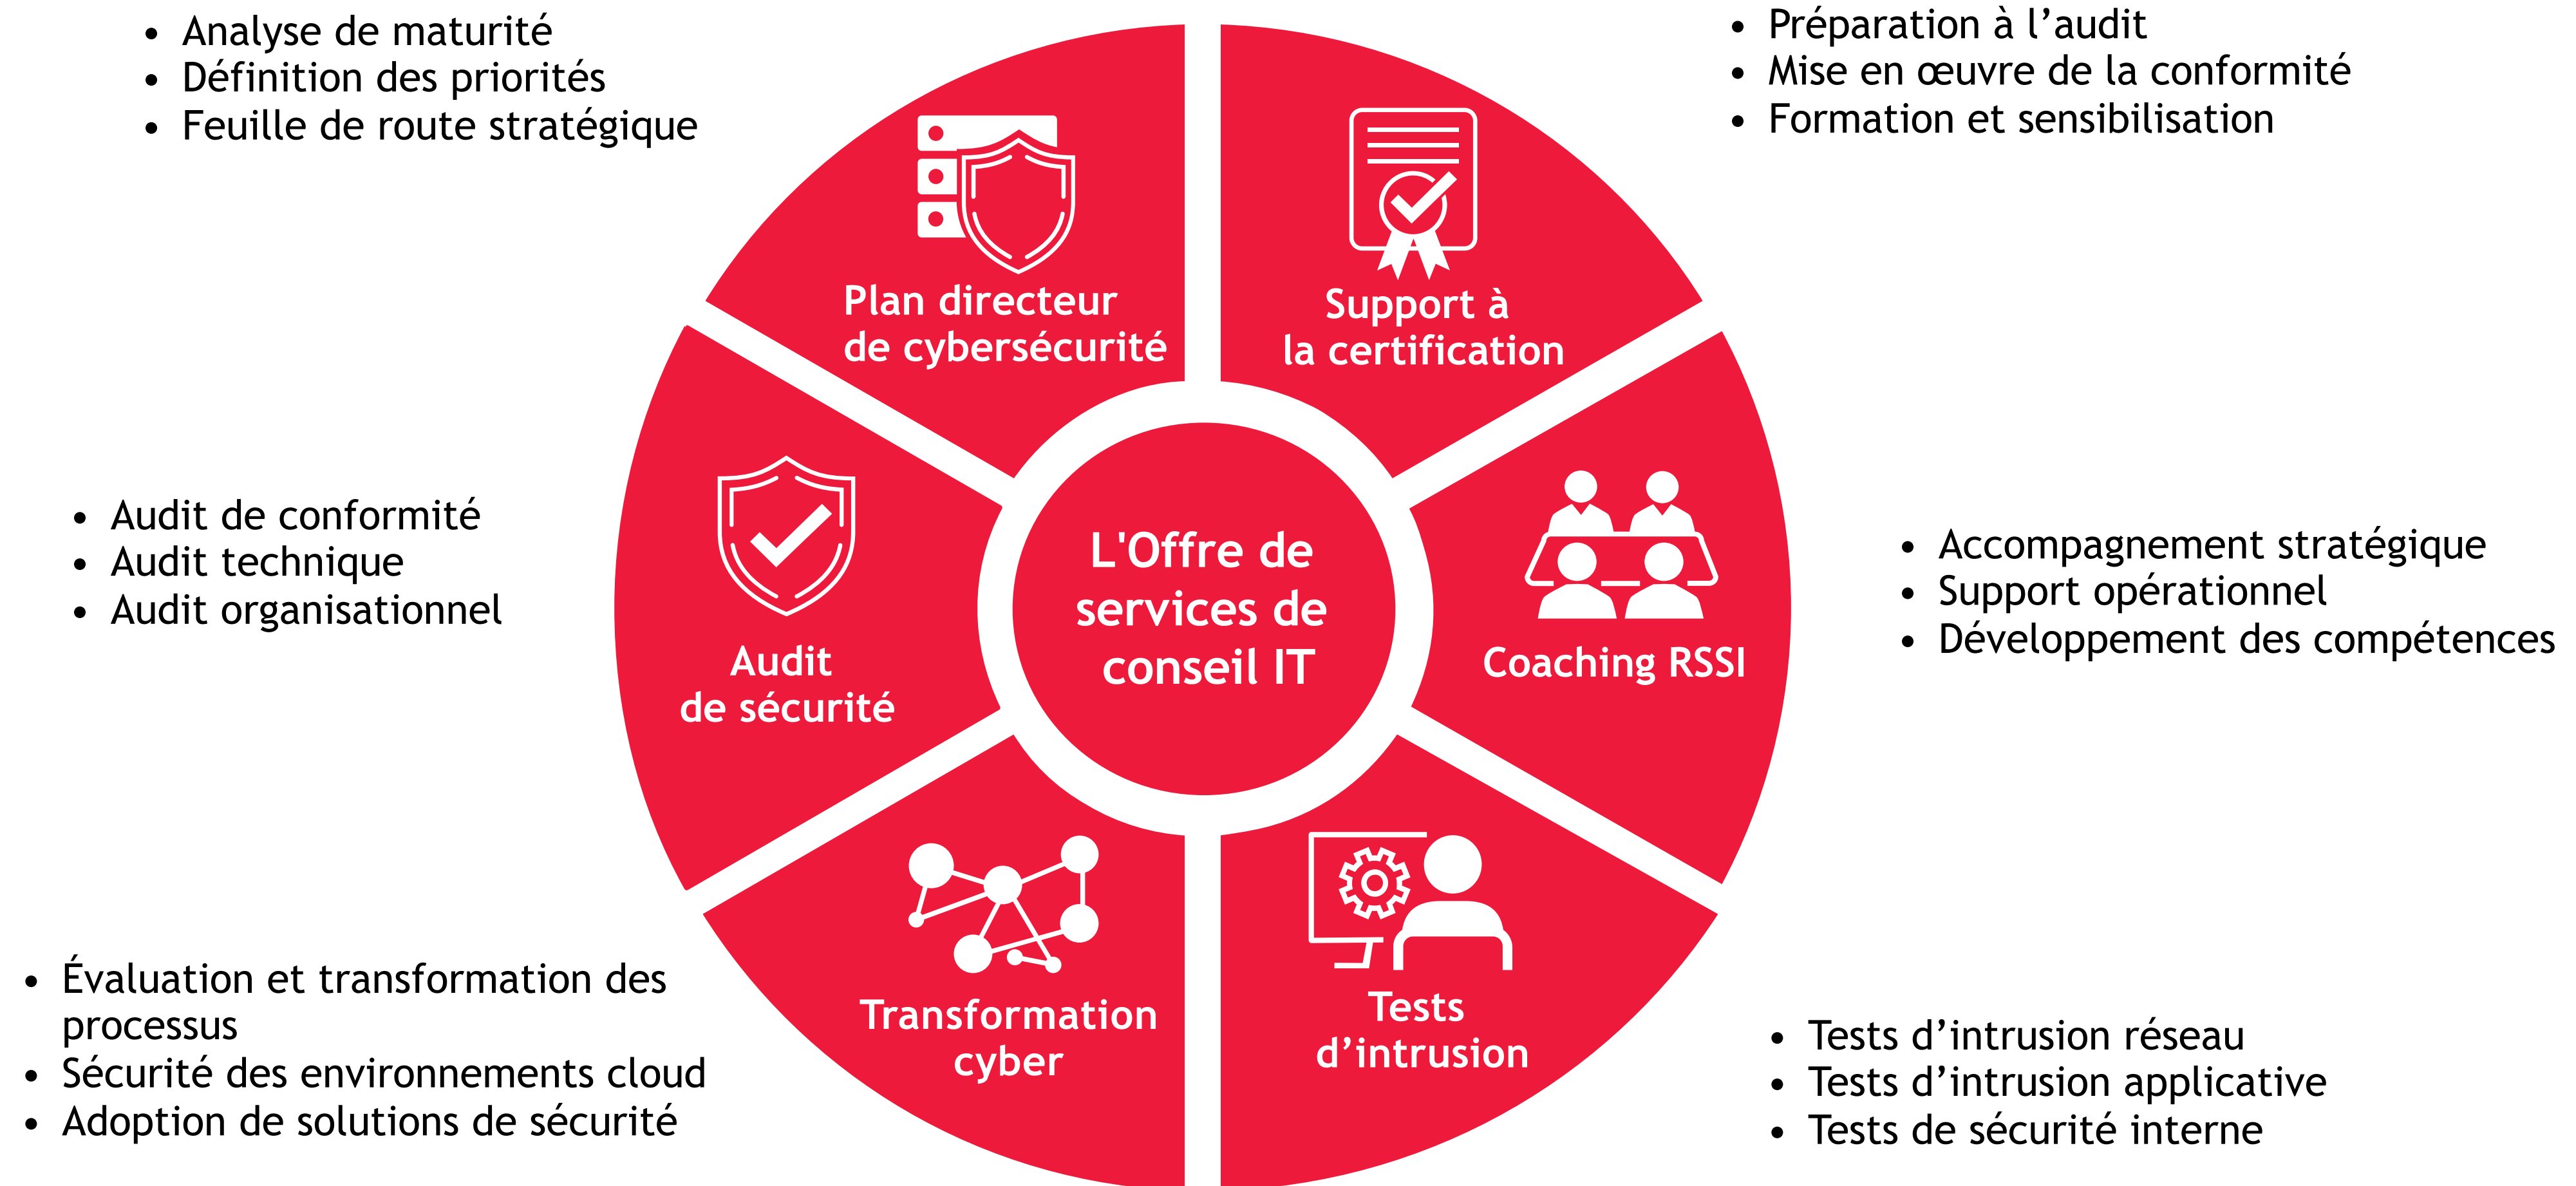 • Analyse de maturité
• Définition des priorités
• Feuille de route stratégique
• Préparation à l’audit
• Mise en œuvre de la conformité
• Formation et sensibilisation
Plan directeur
de cybersécurité
Support à
la certification
• Audit de conformité
• Audit technique
• Audit organisationnel
Audit
de sécurité
L'Offre de
services de
conseil IT
Coaching RSSI
• Accompagnement stratégique
• Support opérationnel
• Développement des compétences
• Évaluation et transformation des
processus
• Sécurité des environnements cloud
• Adoption de solutions de sécurité
Transformation
cyber
Tests
d’intrusion
• Tests d’intrusion réseau
• Tests d’intrusion applicative
• Tests de sécurité interne